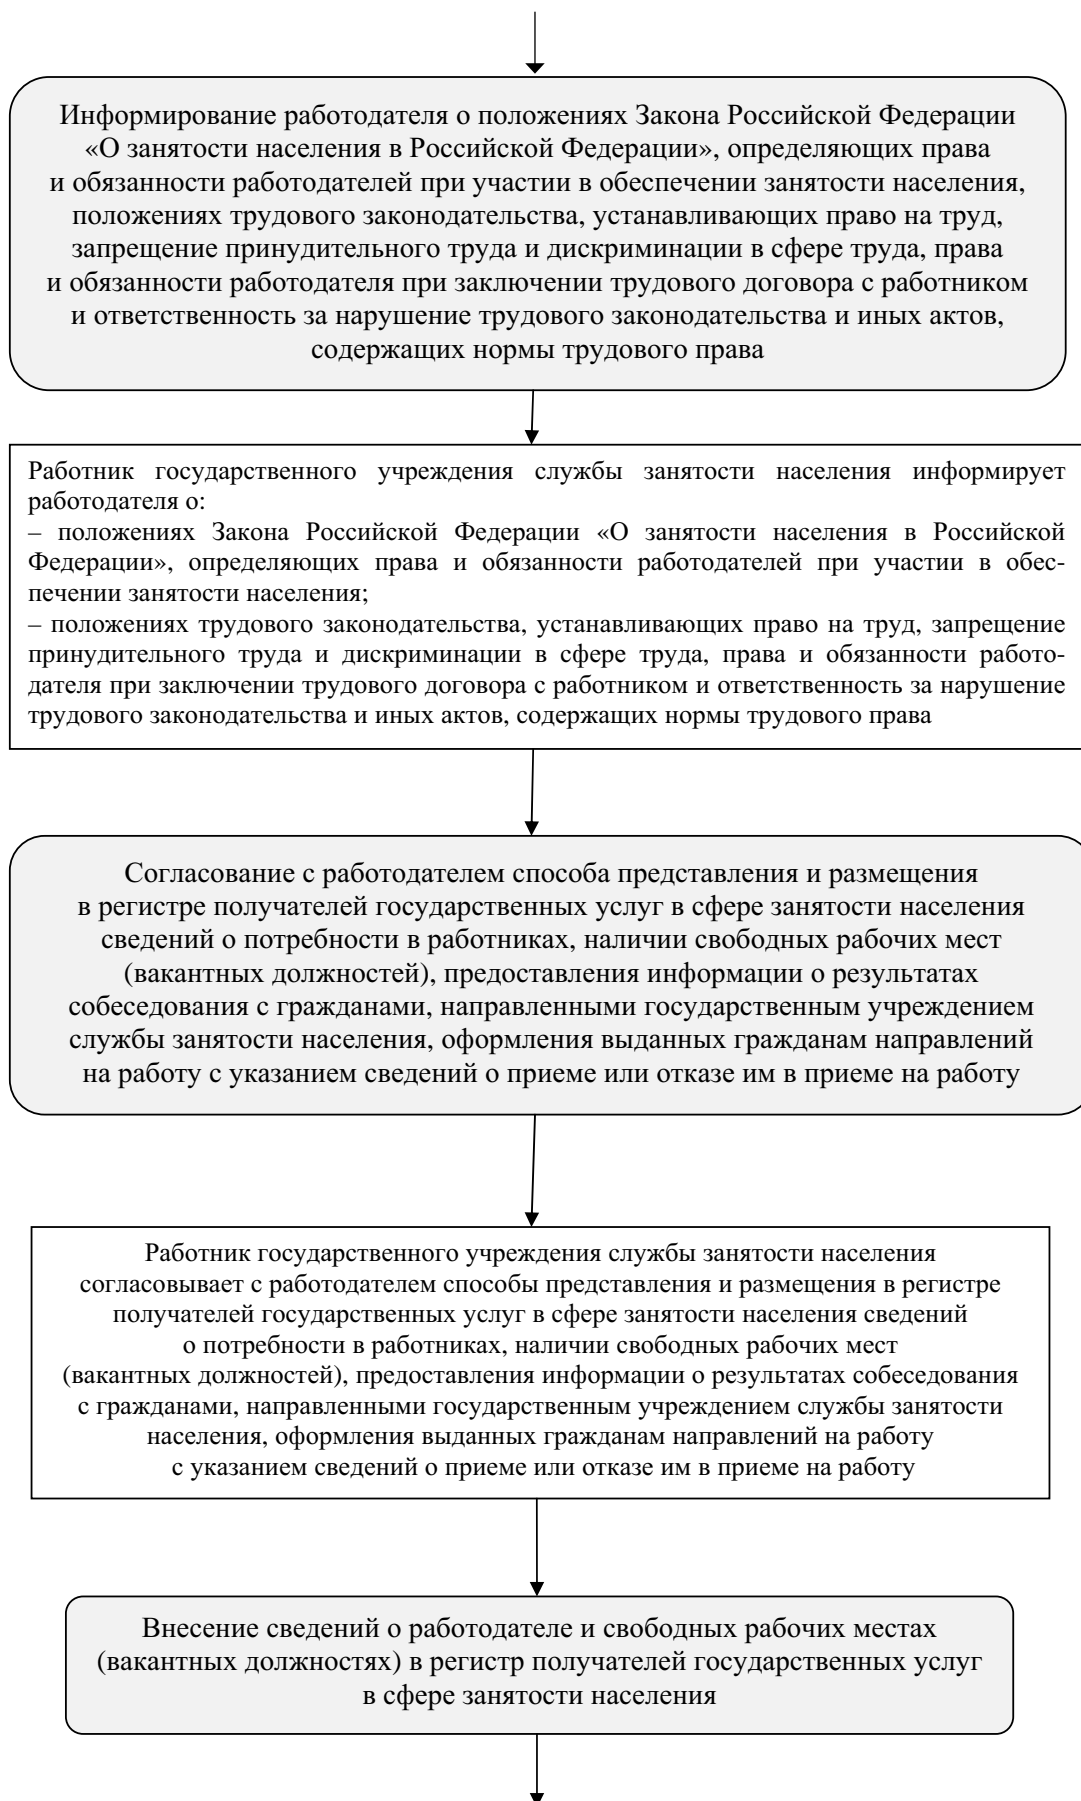 Информирование работодателя о положениях Закона Российской Федерации
«О занятости населения в Российской Федерации», определяющих права
и обязанности работодателей при участии в обеспечении занятости населения,
положениях трудового законодательства, устанавливающих право на труд,
запрещение принудительного труда и дискриминации в сфере труда, права
и обязанности работодателя при заключении трудового договора с работником
и ответственность за нарушение трудового законодательства и иных актов,
содержащих нормы трудового права
Работник государственного учреждения службы занятости населения информирует
работодателя о:
– положениях Закона Российской Федерации «О занятости населения в Российской
Федерации», определяющих права и обязанности работодателей при участии в обес-
печении занятости населения;
– положениях трудового законодательства, устанавливающих право на труд, запрещение
принудительного труда и дискриминации в сфере труда, права и обязанности работо-
дателя при заключении трудового договора с работником и ответственность за нарушение
трудового законодательства и иных актов, содержащих нормы трудового права
Согласование с работодателем способа представления и размещения
в регистре получателей государственных услуг в сфере занятости населения
сведений о потребности в работниках, наличии свободных рабочих мест
(вакантных должностей), предоставления информации о результатах
собеседования с гражданами, направленными государственным учреждением
службы занятости населения, оформления выданных гражданам направлений
на работу с указанием сведений о приеме или отказе им в приеме на работу
Работник государственного учреждения службы занятости населения
согласовывает с работодателем способы представления и размещения в регистре
получателей государственных услуг в сфере занятости населения сведений
о потребности в работниках, наличии свободных рабочих мест
(вакантных должностей), предоставления информации о результатах собеседования
с гражданами, направленными государственным учреждением службы занятости
населения, оформления выданных гражданам направлений на работу
с указанием сведений о приеме или отказе им в приеме на работу
Внесение сведений о работодателе и свободных рабочих местах
(вакантных должностях) в регистр получателей государственных услуг
в сфере занятости населения